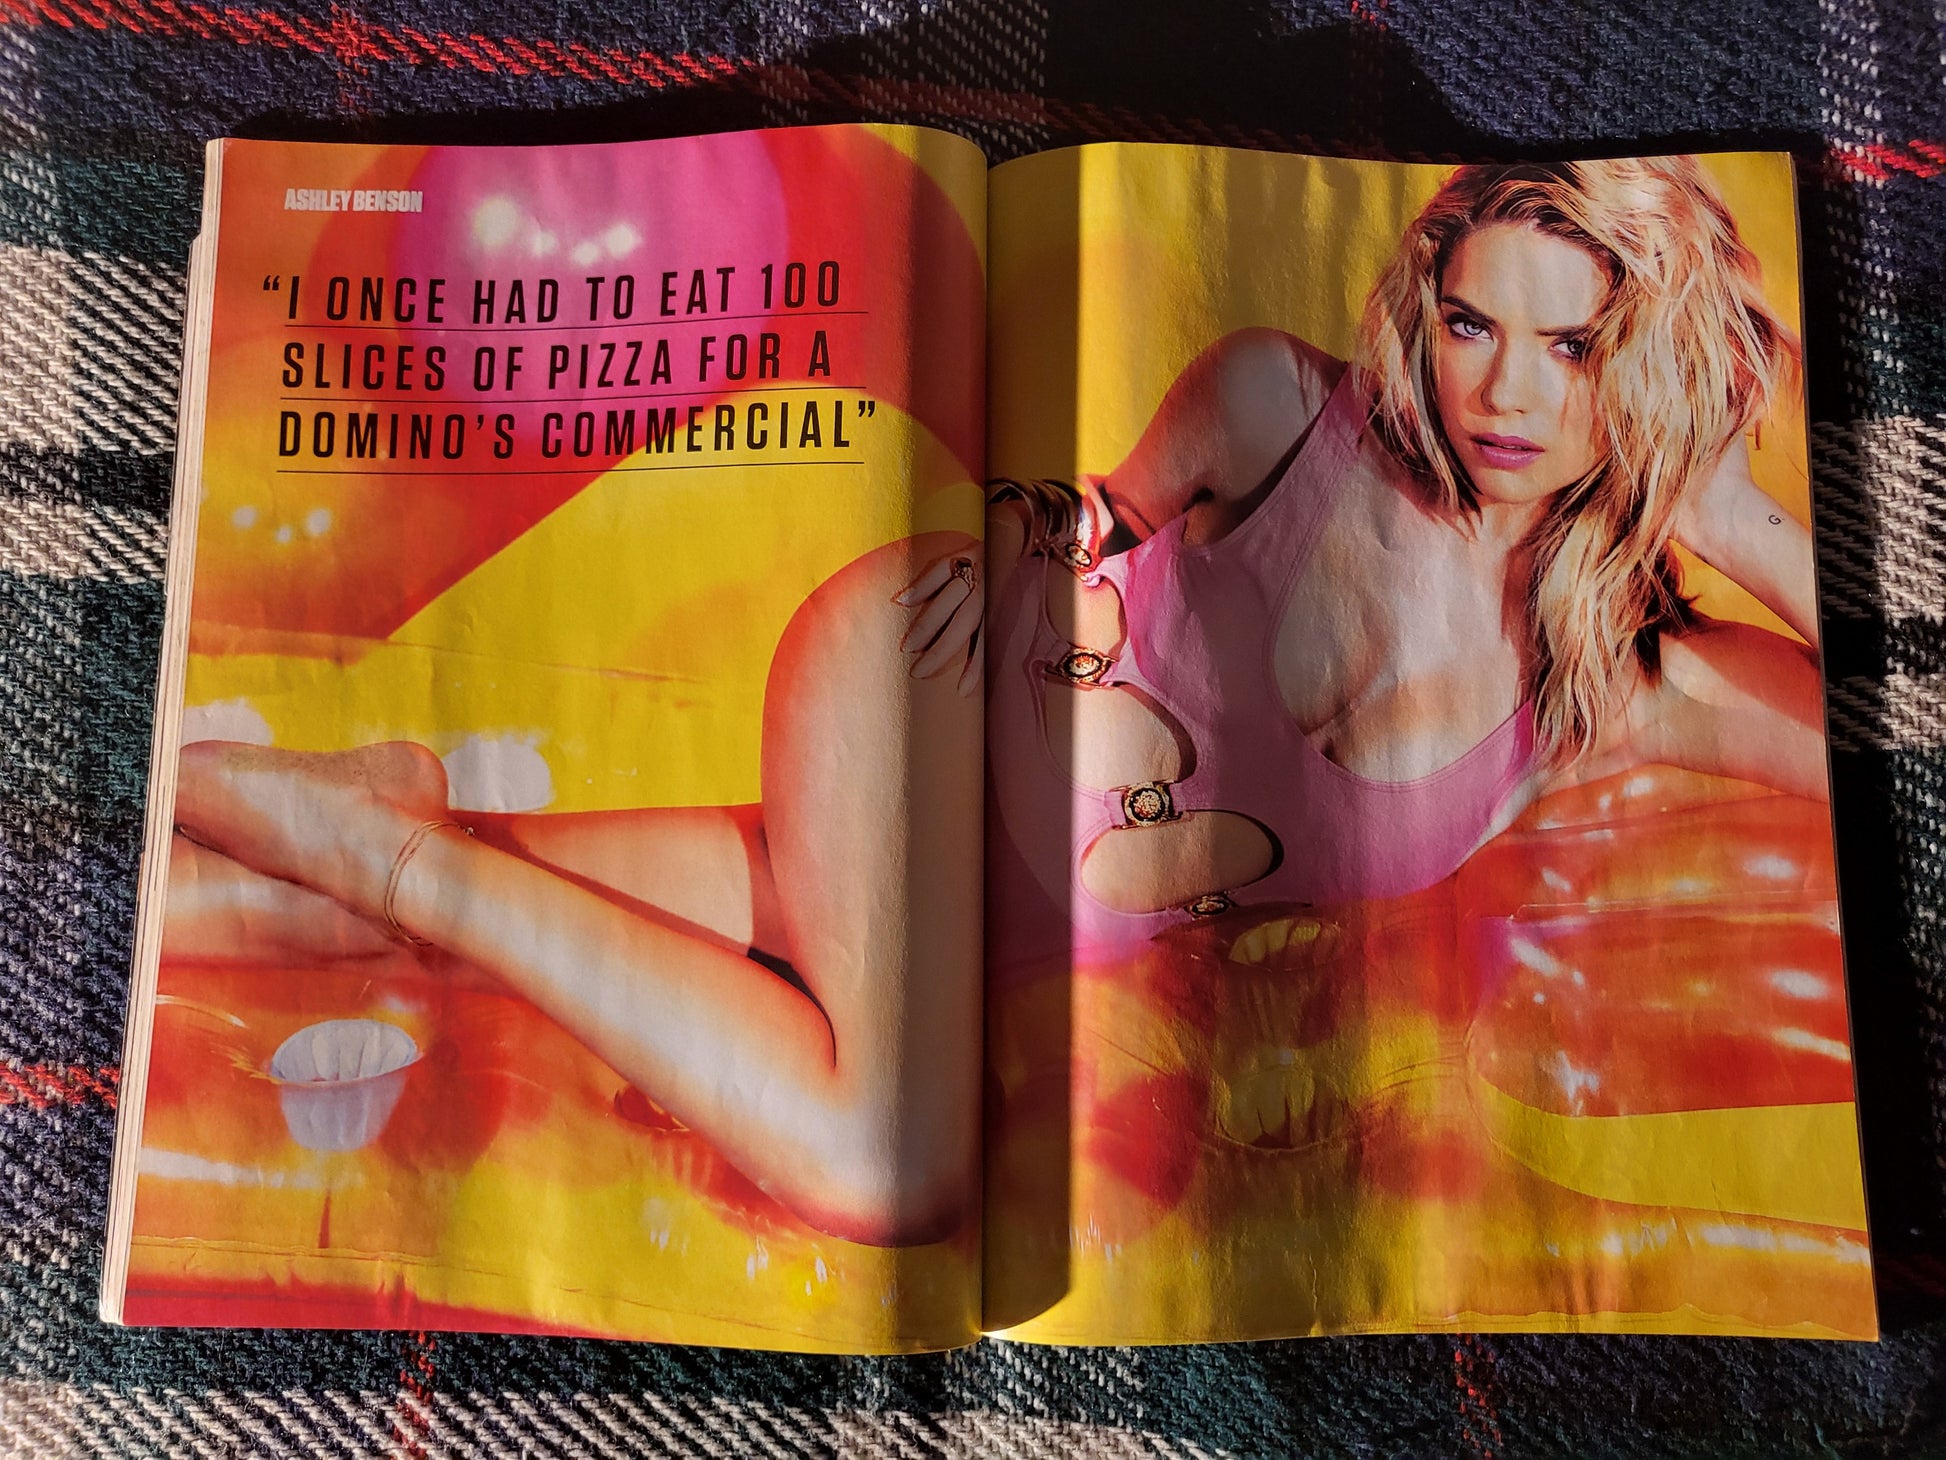 ASHLEY BENSON
“I ONCE HAD TO EAT 100
SLICES OF PIZZA FOR A
DOMINO’S COMMERCIAL”
G